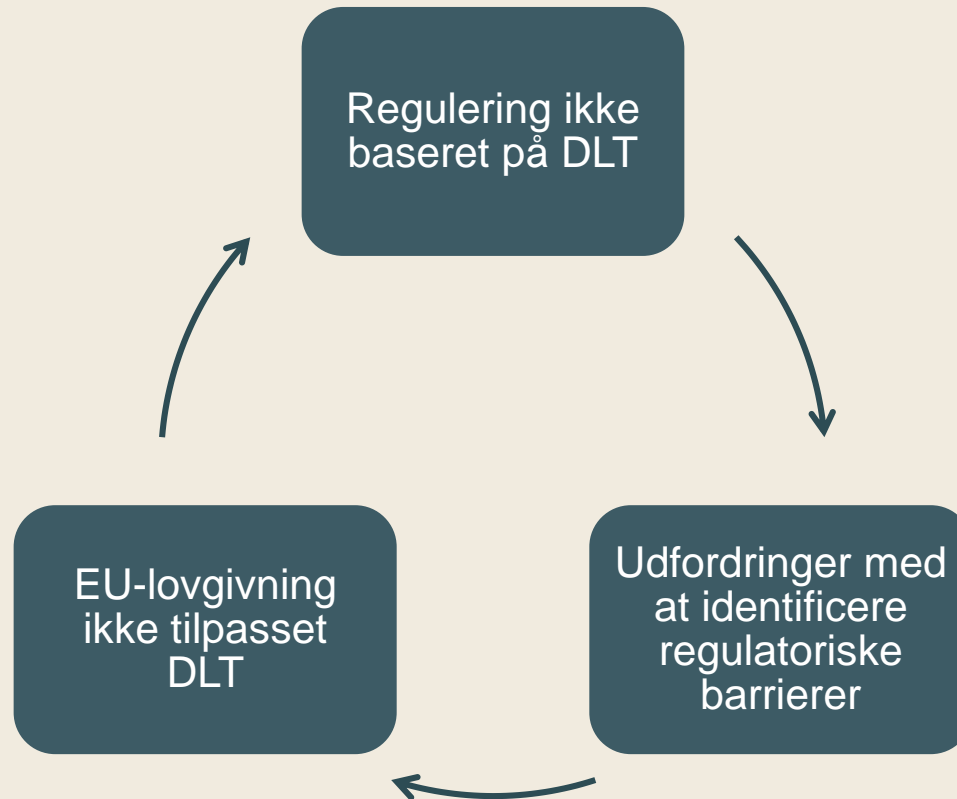 Regulering ikke
baseret på DLT
Udfordringer med
at identificere
regulatoriske
barrierer
EU-lovgivning
ikke tilpasset
DLT